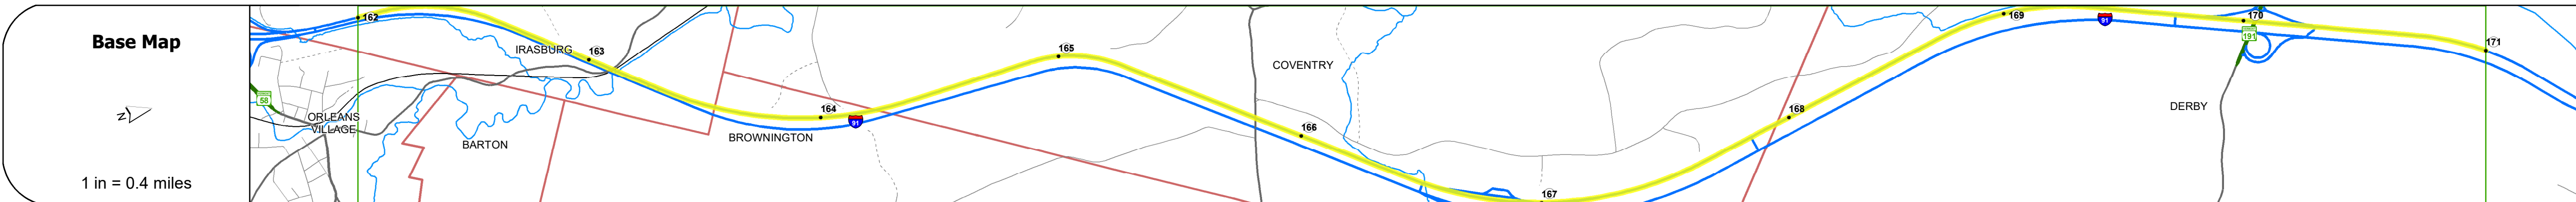 Base Map
N
1 in = 0.4 miles
58
ORLEANS
VILLAGE
162
IRASBURG
BARTON
163
BROWNINGTON
164
91
165
COVENTRY
166
167
168
169
91
DERBY
170
191
171